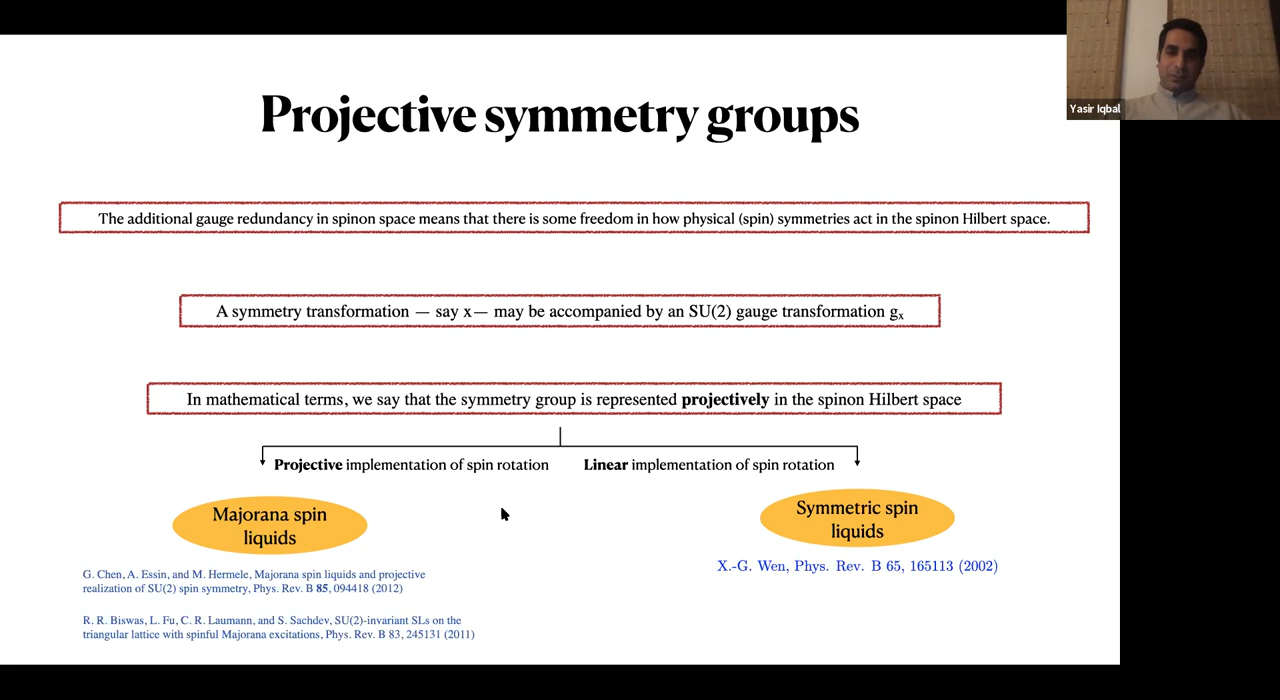 Projective symmetry groups
Yasir Iqbal
The additional gauge redundancy in spinon space means that there is some freedom in how physical (spin) symmetries act in the spinon Hilbert space.
A symmetry transformation — say x— may be accompanied by an SU(2) gauge transformation gₓ
In mathematical terms, we say that the symmetry group is represented projectively in the spinon Hilbert space
Projective implementation of spin rotation
Linear implementation of spin rotation
Majorana spin
liquids
Symmetric spin
liquids
G. Chen, A. Essin, and M. Hermele, Majorana spin liquids and projective
realization of SU(2) spin symmetry, Phys. Rev. B 85, 094418 (2012)
X.-G. Wen, Phys. Rev. B 65, 165113 (2002)
R. R. Biswas, L. Fu, C. R. Laumann, and S. Sachdev, SU(2)-invariant SLs on the
triangular lattice with spinful Majorana excitations, Phys. Rev. B 83, 245131 (2011)